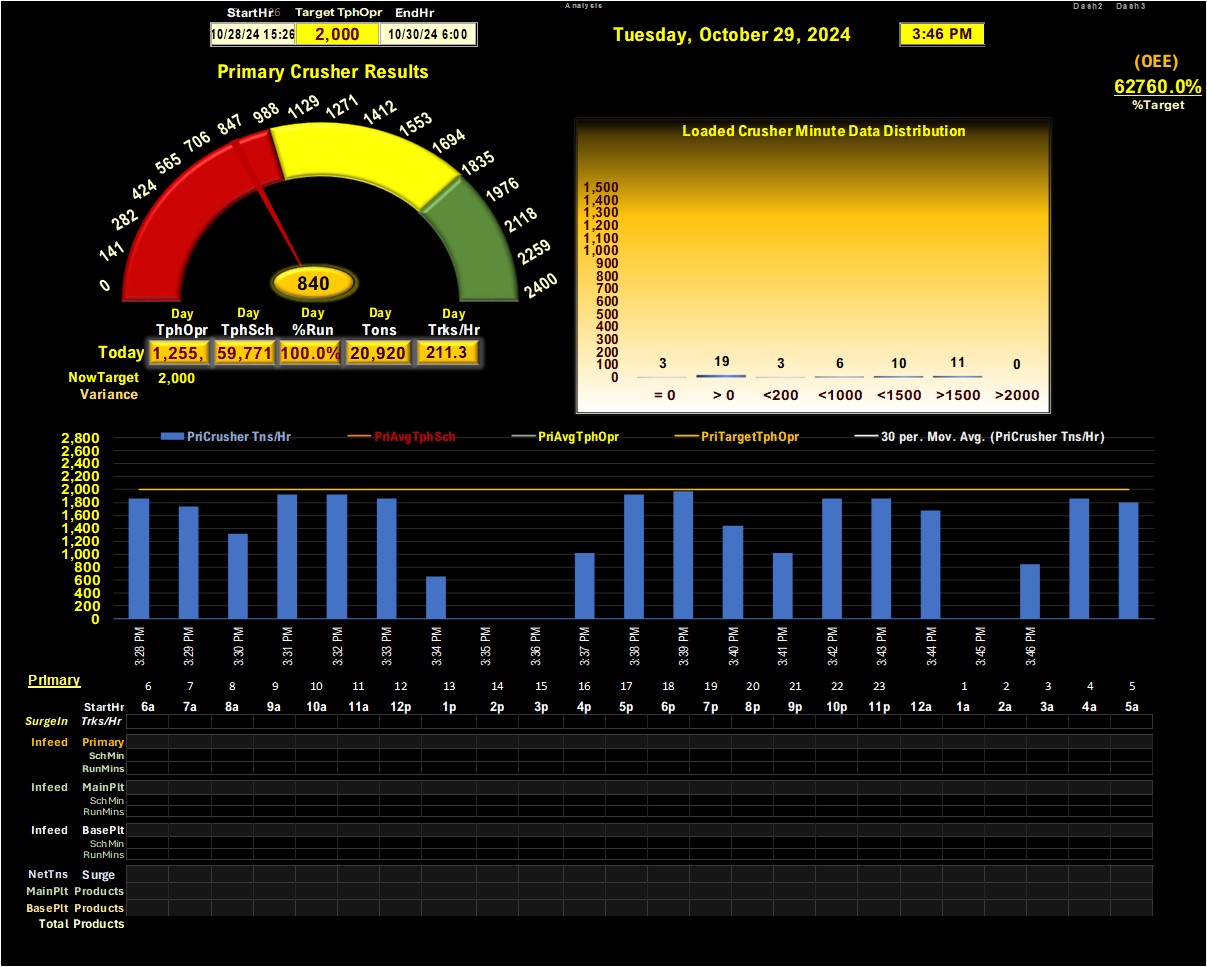 Analysis
Dash2 Dash3
StartHr Target TphOpr EndHr
10/28/24 15:26 2,000 10/30/24 6:00
Tuesday, October 29, 2024
3:46 PM
(OEE)
62760.0%
%Target
Primary Crusher Results
0
141
282
424
565
706
847
988
1129
1271
1412
1553
1694
1835
1976
2118
2259
2400
840
Day Day Day Day Day
TphOpr TphSch %Run Tons Trks/Hr
Today 1,255, 59,771 100.0% 20,920 211.3
NowTarget 2,000
Variance
Loaded Crusher Minute Data Distribution
1,500
1,400
1,300
1,200
1,100
1,000
900
800
700
600
500
400
300
200
100
0
3 19 3 6 10 11 0
= 0 > 0 <200 <1000 <1500 >1500 >2000
PriCrusher Tns/Hr PriAvgTphSch PriAvgTphOpr PriTargetTphOpr 30 per. Mov. Avg. (PriCrusher Tns/Hr)
2,800
2,600
2,400
2,200
2,000
1,800
1,600
1,400
1,200
1,000
800
600
400
200
0
3:28 PM 3:29 PM 3:30 PM 3:31 PM 3:32 PM 3:33 PM 3:34 PM 3:35 PM 3:36 PM 3:37 PM 3:38 PM 3:39 PM 3:40 PM 3:41 PM 3:42 PM 3:43 PM 3:44 PM 3:45 PM 3:46 PM
Primary
6 7 8 9 10 11 12 13 14 15 16 17 18 19 20 21 22 23 1 2 3 4 5
StartHr 6a 7a 8a 9a 10a 11a 12p 1p 2p 3p 4p 5p 6p 7p 8p 9p 10p 11p 12a 1a 2a 3a 4a 5a
SurgeIn Trks/Hr
Infeed Primary
SchMin
RunMins
Infeed MainPlt
SchMin
RunMins
Infeed BasePlt
SchMin
RunMins
NetTns Surge
MainPlt Products
BasePlt Products
Total Products